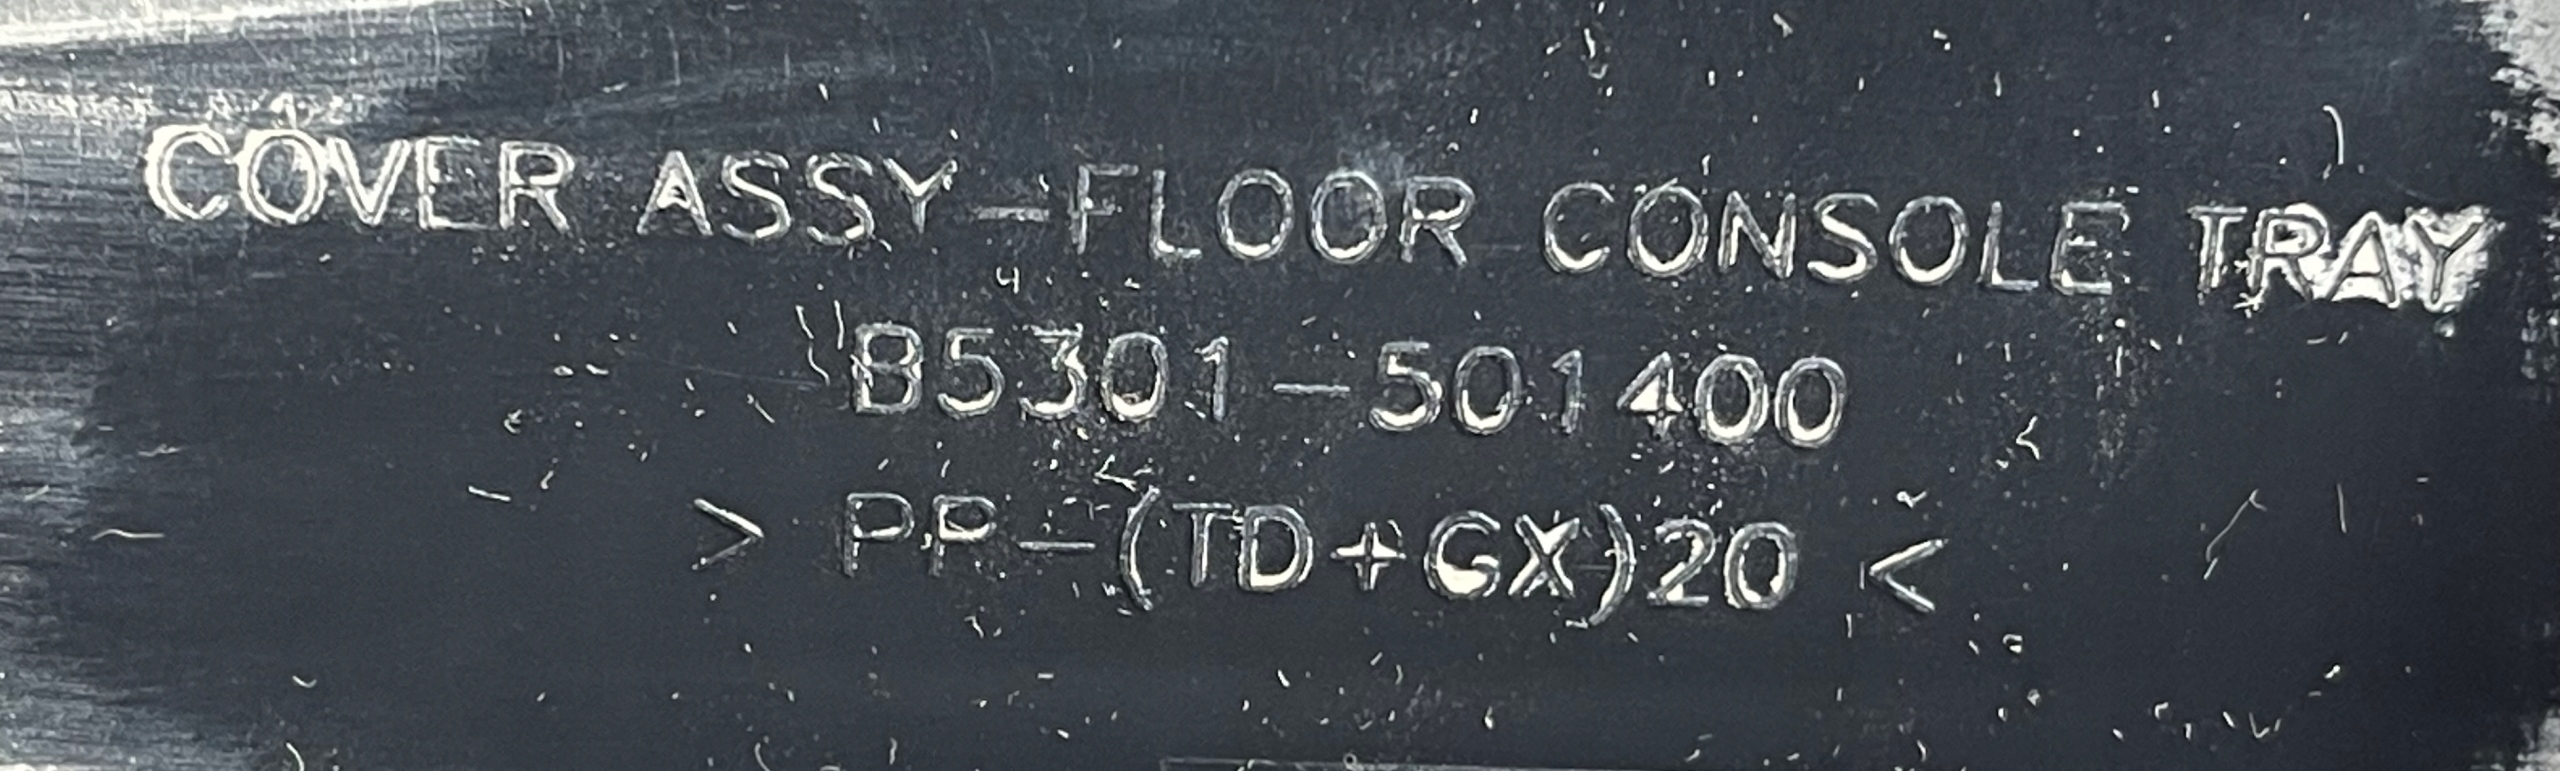 COVER ASSY-FLOOR CONSOLE TRAY
B5301-501400
> PP-(TD+GX)20 <